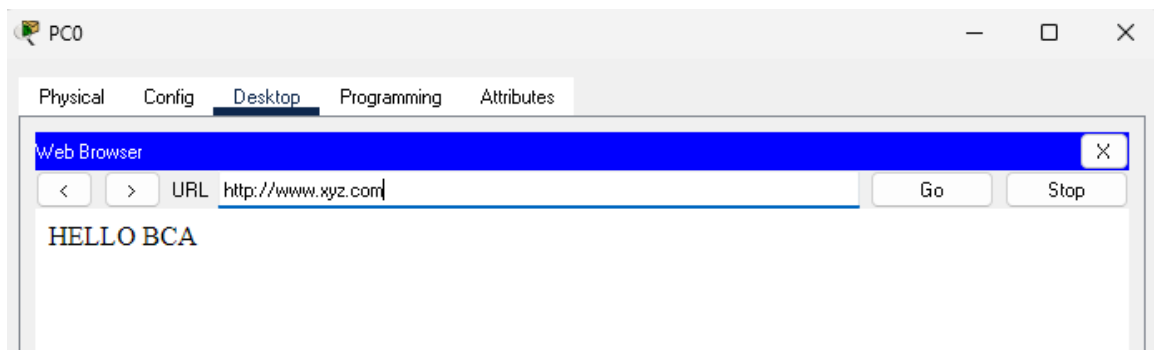 PC0
Physical Config Desktop Programming Attributes
Web Browser X
< > URL http://www.xyz.com Go Stop
HELLO BCA